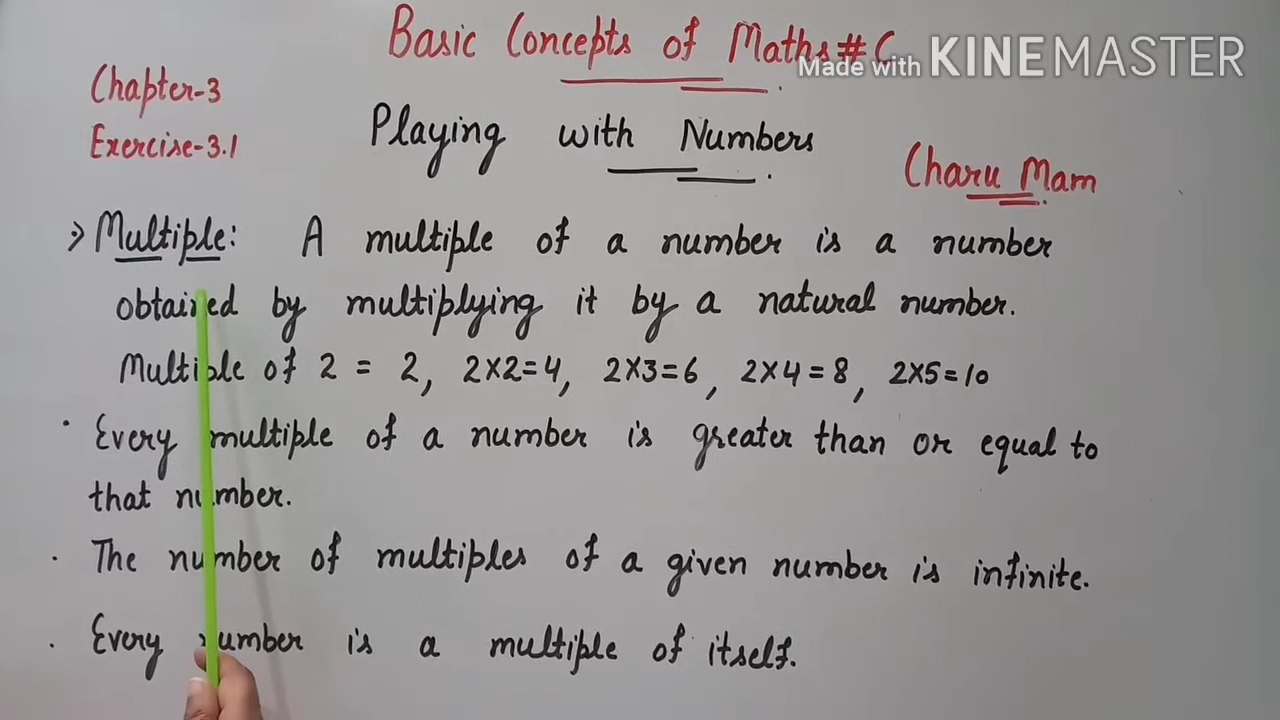 Basic Concepts of Maths#C
Made with KINEMASTER
Chapter-3
Exercise-3.1
Playing with Numbers
Charu Mam
Multiple: A multiple of a number is a number
obtained by multiplying it by a natural number.
Multiple of 2 = 2, 2×2=4, 2×3=6, 2×4=8, 2×5=10
Every multiple of a number is greater than or equal to
that number.
The number of multiples of a given number is infinite.
Every number is a multiple of itself.